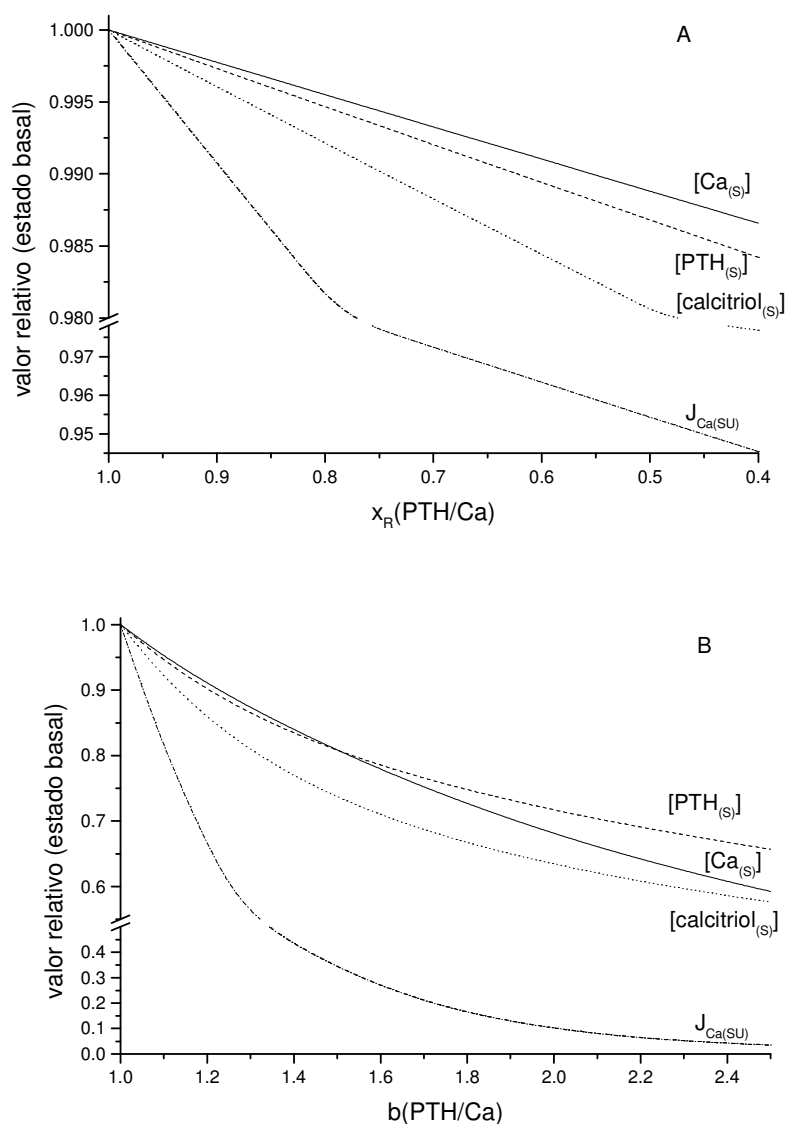 A
1.000
0.995
0.990
0.985
0.980
0.97
0.96
0.95
valor relativo (estado basal)
[Ca(S)]
[PTH(S)]
[calcitriol(S)]
JCa(SU)
1.0 0.9 0.8 0.7 0.6 0.5 0.4
xR(PTH/Ca)
B
1.0
0.9
0.8
0.7
0.6
0.4
0.3
0.2
0.1
0.0
valor relativo (estado basal)
[PTH(S)]
[Ca(S)]
[calcitriol(S)]
JCa(SU)
1.0 1.2 1.4 1.6 1.8 2.0 2.2 2.4
b(PTH/Ca)